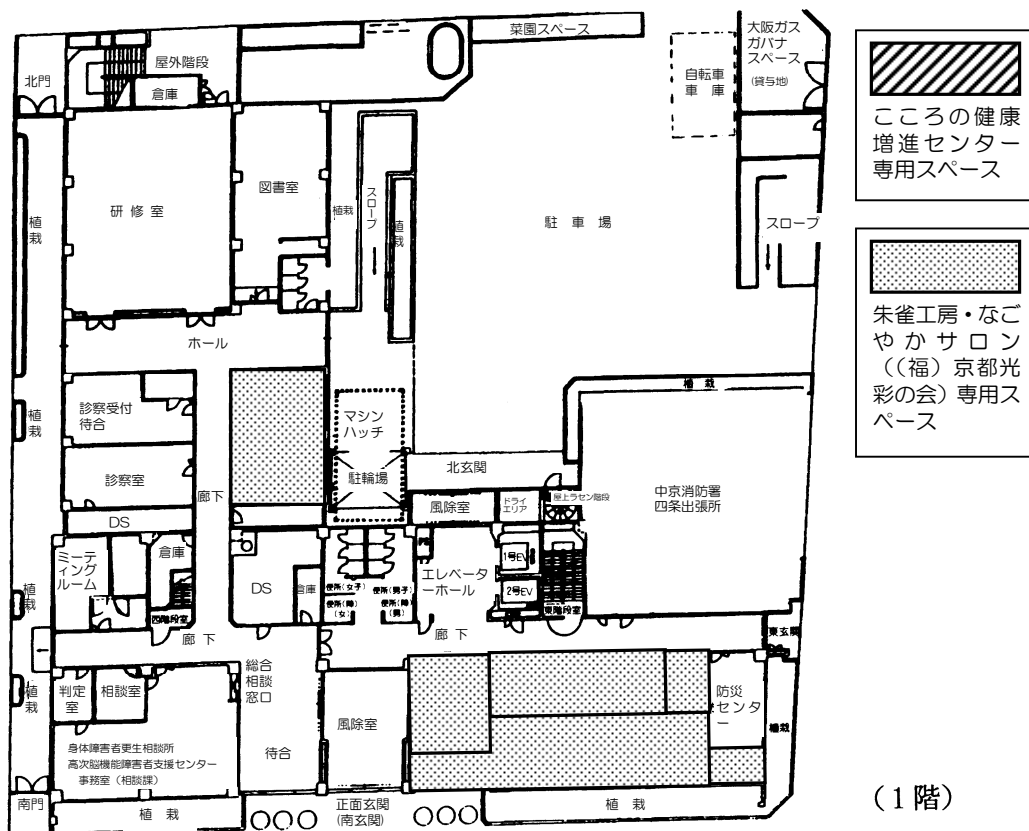 菜園スペース
大阪ガス
ガバナ
スペース
(貸与地)
北門
屋外階段
倉庫
自転車
車庫
こころの健康
増進センター
専用スペース
研修室
図書室
植栽
スロープ
植栽
植栽
駐車場
スロープ
朱雀工房・なご
やかサロン
((福)京都光
彩の会)専用ス
ペース
ホール
植栽
診察受付
待合
植栽
マシン
ハッチ
診察室
廊下
駐輪場
北玄関
風除室
ドライ
エリア
屋上ラセン階段
中京消防署
四条出張所
DS
ミーテ
ィング
ルーム
倉庫
DS
倉庫
便所(女子)
便所(男子)
便所(障)
(女)
便所(障)
(男)
PS
エレベータ
ーホール
1号EV
2号EV
東階段室
植栽
廊下
廊下
東玄関
総合
相談
窓口
植栽
判定
室
相談室
風除室
防災
センタ
ー
植栽
待合
身体障害者更生相談所
高次脳機能障害者支援センター
事務室(相談課)
南門
植栽
正面玄関
(南玄関)
植栽
(1階)